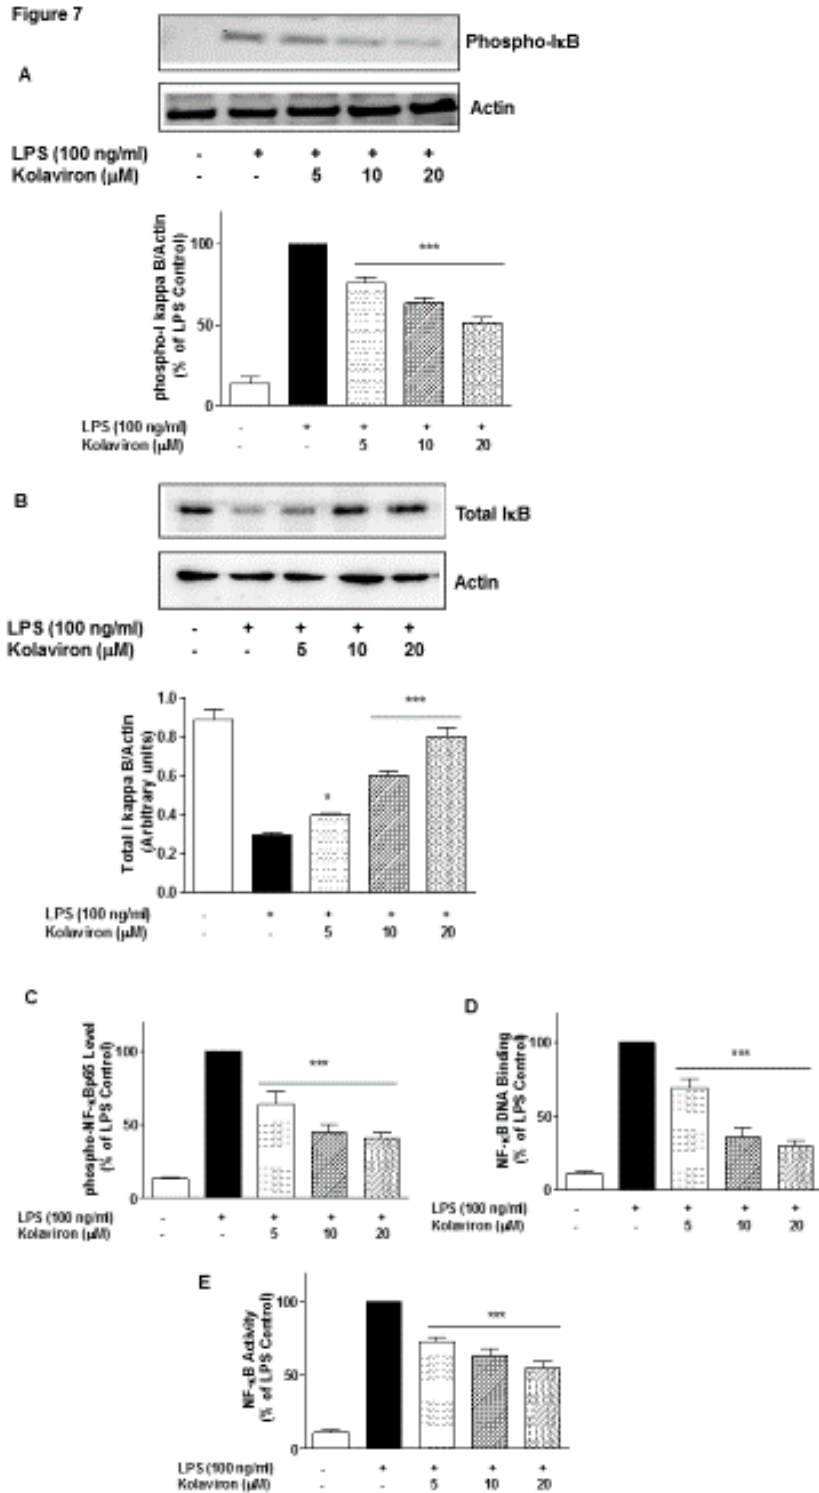 Figure 7
Phospho-IκB
A
Actin
LPS (100 ng/ml) - + + + +
Kolaviron (μM) - - 5 10 20
phospho-I kappa B/Actin
(% of LPS Control)
100
50
0
***
LPS (100 ng/ml) - + + + +
Kolaviron (μM) - - 5 10 20
B
Total IκB
Actin
LPS (100 ng/ml) - + + + +
Kolaviron (μM) - - 5 10 20
Total I kappa B/Actin
(Arbitrary units)
1.0
0.8
0.6
0.4
0.2
0.0
*
***
LPS (100 ng/ml) - + + + +
Kolaviron (μM) - - 5 10 20
C
phospho-NF-κBp65 Level
(% of LPS Control)
100
50
0
***
LPS (100 ng/ml) - + + + +
Kolaviron (μM) - - 5 10 20
D
NF-κB DNA Binding
(% of LPS Control)
100
50
0
***
LPS (100 ng/ml) - + + + +
Kolaviron (μM) - - 5 10 20
E
NF-κB Activity
(% of LPS Control)
100
50
0
***
LPS (100 ng/ml) - + + + +
Kolaviron (μM) - - 5 10 20